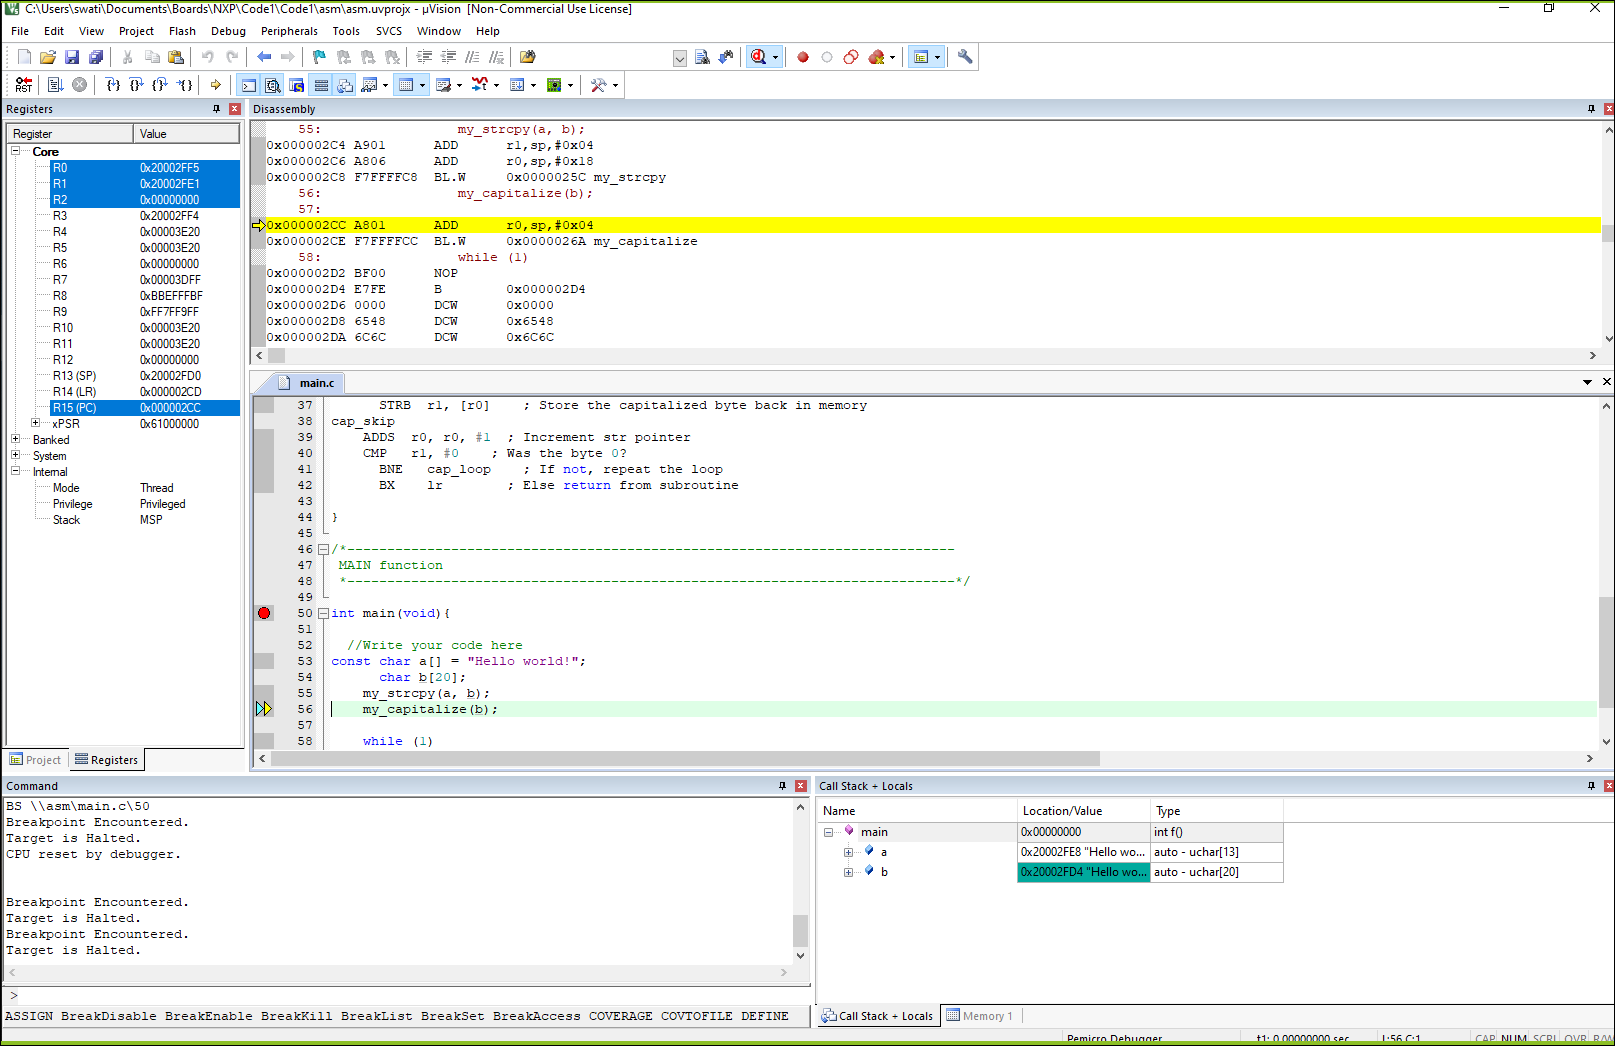 C:\Users\swati\Documents\Boards\NXP\Code1\Code1\asm\asm.uvprojx - µVision [Non-Commercial Use License]
File Edit View Project Flash Debug Peripherals Tools SVCS Window Help
RST
Registers
Register Value
Core
R0 0x20002FF5
R1 0x20002FE1
R2 0x00000000
R3 0x20002FF4
R4 0x00003E20
R5 0x00003E20
R6 0x00000000
R7 0x00003DFF
R8 0xBBEFFFBF
R9 0xFF7FF9FF
R10 0x00003E20
R11 0x00003E20
R12 0x00000000
R13 (SP) 0x20002FD0
R14 (LR) 0x000002CD
R15 (PC) 0x000002CC
xPSR 0x61000000
Banked
System
Internal
Mode Thread
Privilege Privileged
Stack MSP
Project Registers
Disassembly
55: my_strcpy(a, b);
0x000002C4 A901 ADD r1,sp,#0x04
0x000002C6 A806 ADD r0,sp,#0x18
0x000002C8 F7FFFFC8 BL.W 0x0000025C my_strcpy
56: my_capitalize(b);
57:
0x000002CC A801 ADD r0,sp,#0x04
0x000002CE F7FFFFCC BL.W 0x0000026A my_capitalize
58: while (1)
0x000002D2 BF00 NOP
0x000002D4 E7FE B 0x000002D4
0x000002D6 0000 DCW 0x0000
0x000002D8 6548 DCW 0x6548
0x000002DA 6C6C DCW 0x6C6C
main.c
37 STRB r1, [r0] ; Store the capitalized byte back in memory
38 cap_skip
39 ADDS r0, r0, #1 ; Increment str pointer
40 CMP r1, #0 ; Was the byte 0?
41 BNE cap_loop ; If not, repeat the loop
42 BX lr ; Else return from subroutine
43
44 }
45
46 /*----------------------------------------------------------------------------
47 MAIN function
48 *----------------------------------------------------------------------------*/
49
50 int main(void){
51
52 //Write your code here
53 const char a[] = "Hello world!";
54 char b[20];
55 my_strcpy(a, b);
56 my_capitalize(b);
57
58 while (1)
Command
BS \\asm\main.c\50
Breakpoint Encountered.
Target is Halted.
CPU reset by debugger.
Breakpoint Encountered.
Target is Halted.
Breakpoint Encountered.
Target is Halted.
>
ASSIGN BreakDisable BreakEnable BreakKill BreakList BreakSet BreakAccess COVERAGE COVTOFILE DEFINE
Call Stack + Locals
Name Location/Value Type
main 0x00000000 int f()
a 0x20002FE8 "Hello wo... auto - uchar[13]
b 0x20002FD4 "Hello wo... auto - uchar[20]
Call Stack + Locals Memory 1
Pemicro Debugger t1: 0.00000000 sec L:56 C:1 CAP NUM SCRL OVR R/W